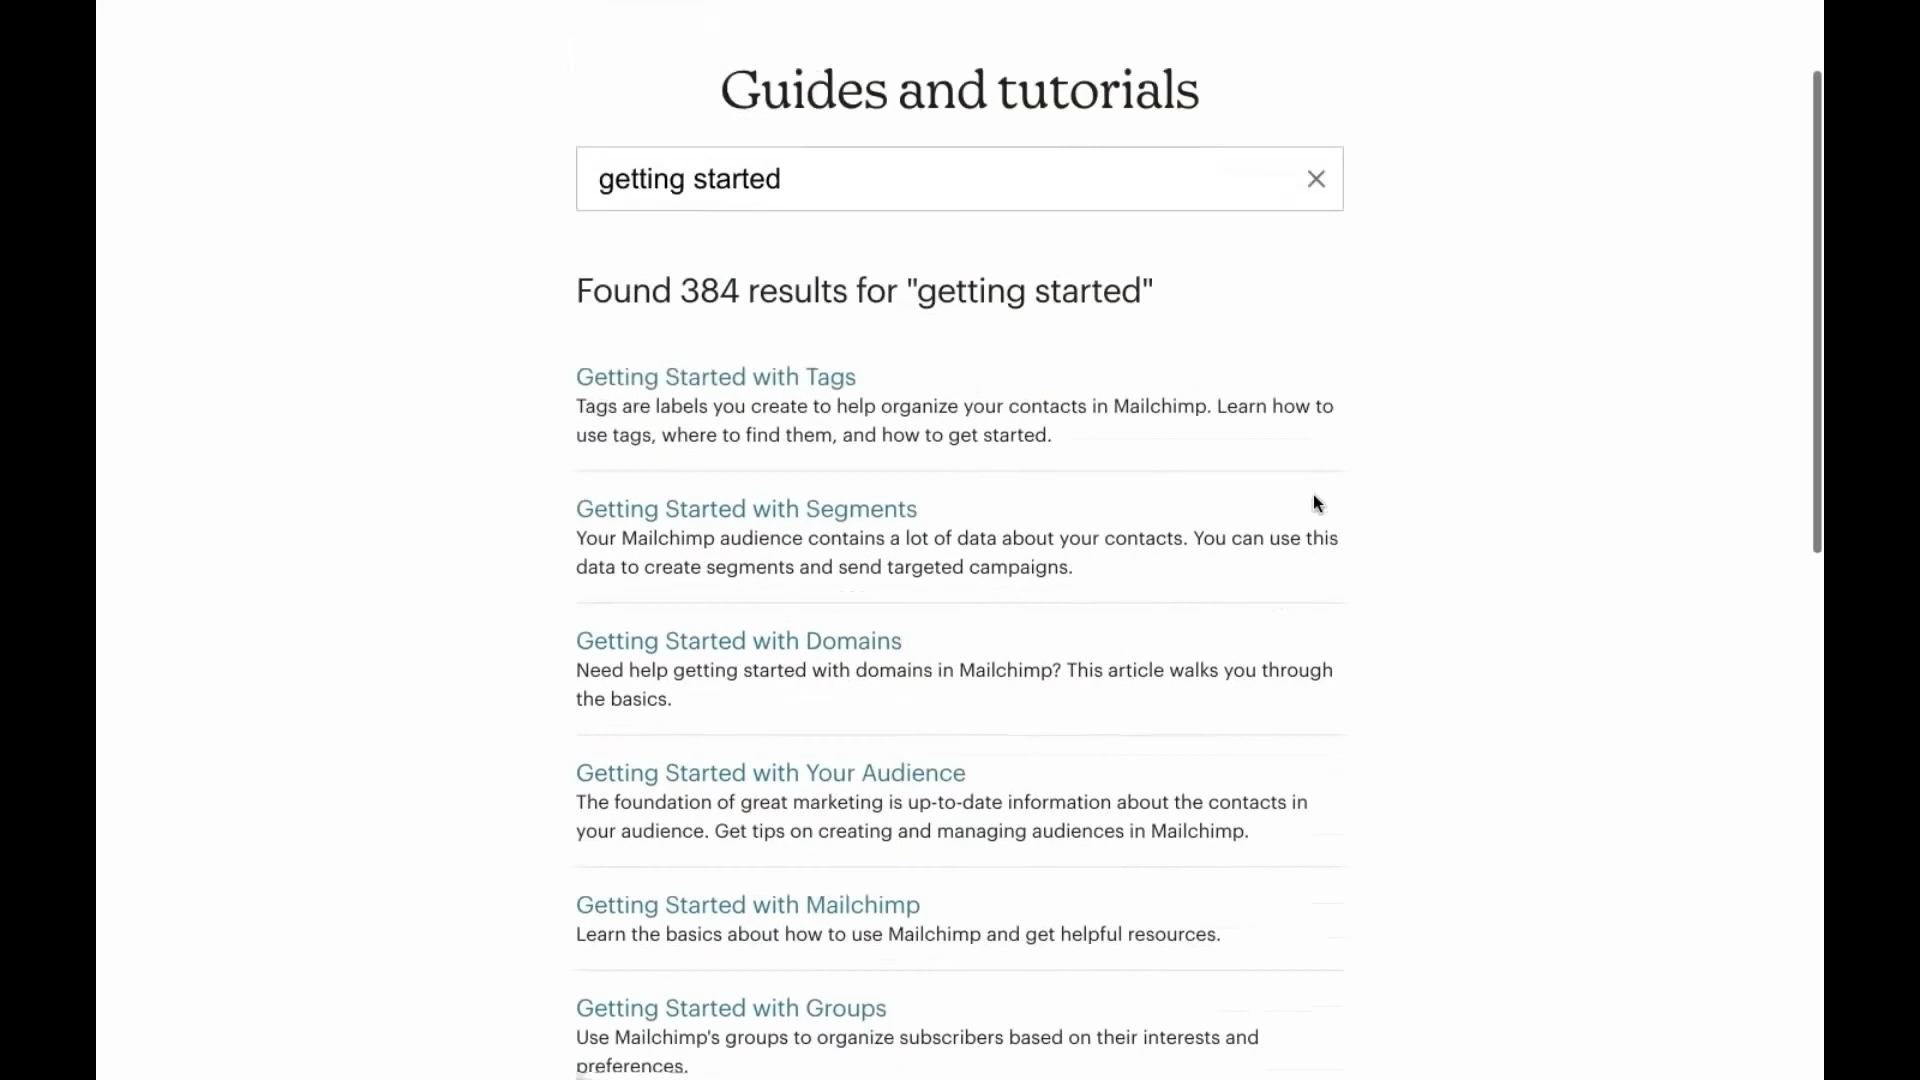 Guides and tutorials
getting started
Found 384 results for "getting started"
Getting Started with Tags
Tags are labels you create to help organize your contacts in Mailchimp. Learn how to
use tags, where to find them, and how to get started.
Getting Started with Segments
Your Mailchimp audience contains a lot of data about your contacts. You can use this
data to create segments and send targeted campaigns.
Getting Started with Domains
Need help getting started with domains in Mailchimp? This article walks you through
the basics.
Getting Started with Your Audience
The foundation of great marketing is up-to-date information about the contacts in
your audience. Get tips on creating and managing audiences in Mailchimp.
Getting Started with Mailchimp
Learn the basics about how to use Mailchimp and get helpful resources.
Getting Started with Groups
Use Mailchimp's groups to organize subscribers based on their interests and
preferences.